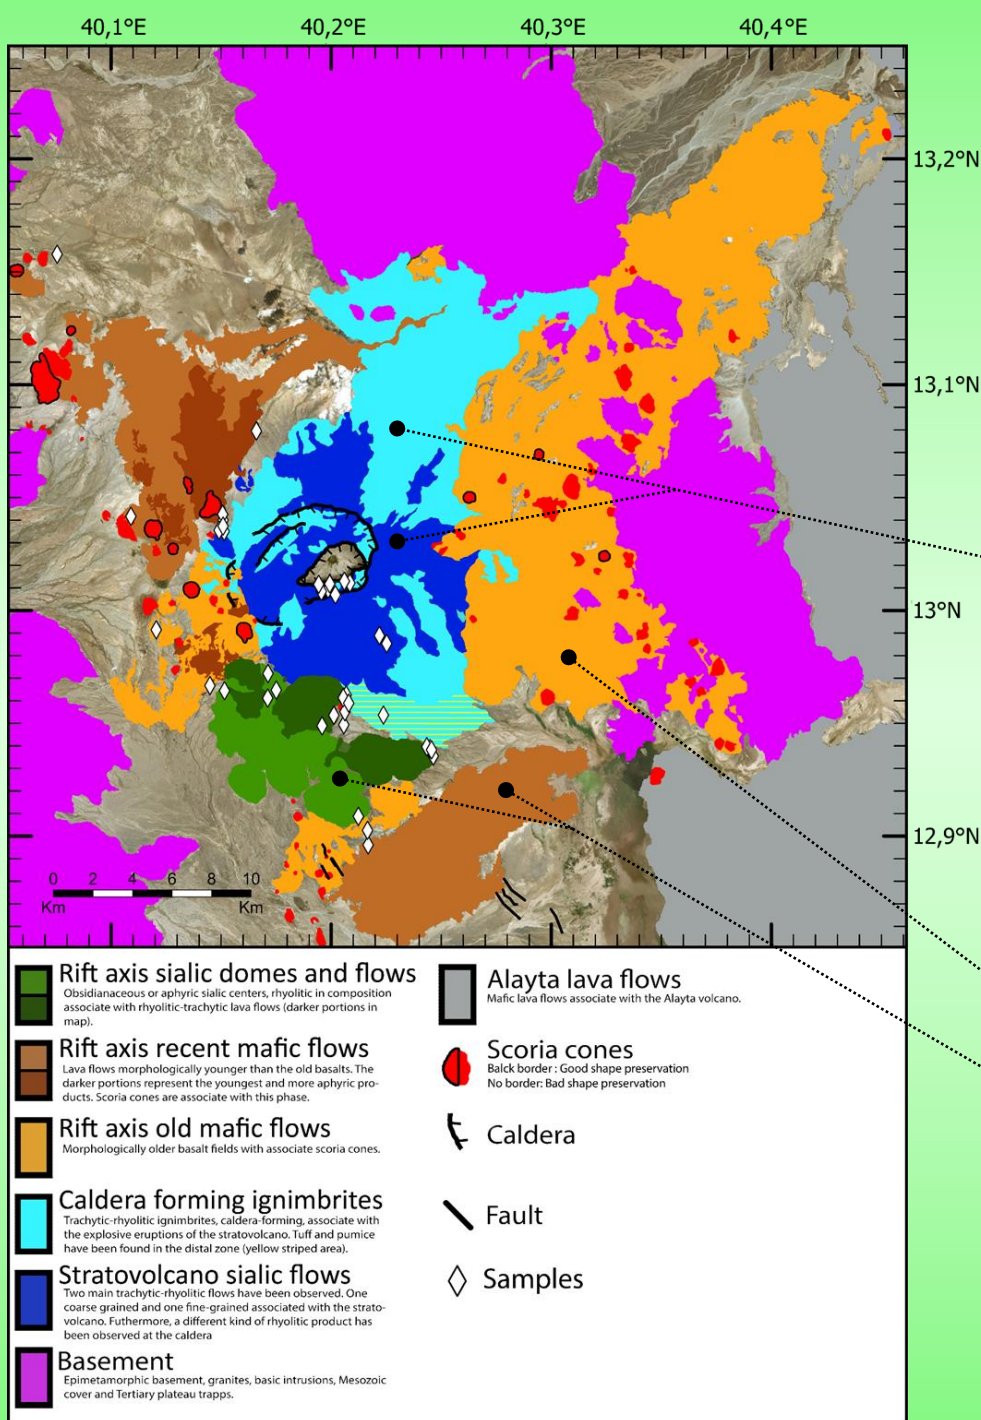 40,1°E 40,2°E 40,3°E 40,4°E
13,2°N
13,1°N
13°N
12,9°N
0 2 4 6 8 10
Km Km
Rift axis sialic domes and flows
Obsidianaceous or aphyric sialic centers, rhyolitic in composition
associate with rhyolitic-trachytic lava flows (darker portions in
map).
Rift axis recent mafic flows
Lava flows morphologically younger than the old basalts. The
darker portions represent the youngest and more aphyric pro-
ducts. Scoria cones are associate with this phase.
Rift axis old mafic flows
Morphologically older basalt fields with associate scoria cones.
Caldera forming ignimbrites
Trachytic-rhyolitic ignimbrites, caldera-forming, associate with
the explosive eruptions of the stratovolcano. Tuff and pumice
have been found in the distal zone (yellow striped area).
Stratovolcano sialic flows
Two main trachytic-rhyolitic flows have been observed. One
coarse grained and one fine-grained associated with the strato-
volcano. Futhermore, a different kind of rhyolitic product has
been observed at the caldera
Basement
Epimetamorphic basement, granites, basic intrusions, Mesozoic
cover and Tertiary plateau trapps.
Alayta lava flows
Mafic lava flows associate with the Alayta volcano.
Scoria cones
Balck border : Good shape preservation
No border: Bad shape preservation
Caldera
Fault
Samples